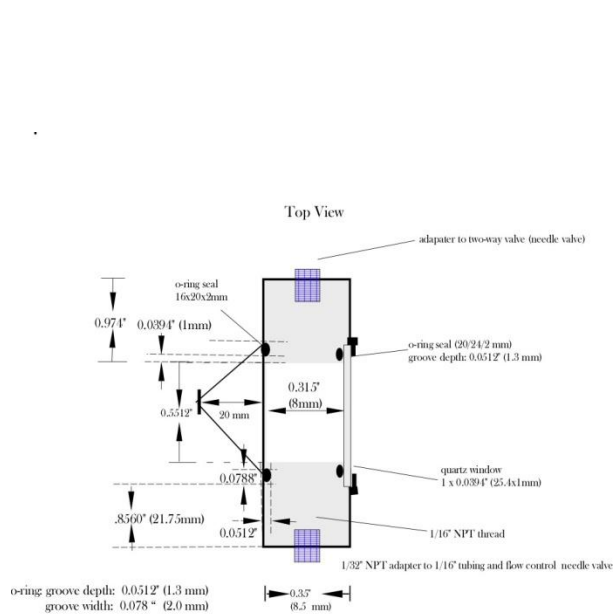 Top View
adapater to two-way valve (needle valve)
o-ring seal
16x20x2mm
0.974"
0.0394" (1mm)
o-ring seal (20/24/2 mm)
groove depth: 0.0512" (1.3 mm)
0.315"
(8mm)
0.5512"
20 mm
quartz window
1 x 0.0394" (25.4x1mm)
0.0788"
.8560" (21.75mm)
0.0512"
1/16" NPT thread
1/32" NPT adapter to 1/16" tubing and flow control needle valve
o-ring: groove depth: 0.0512" (1.3 mm)
groove width: 0.078 " (2.0 mm)
0.35"
(8.5 mm)